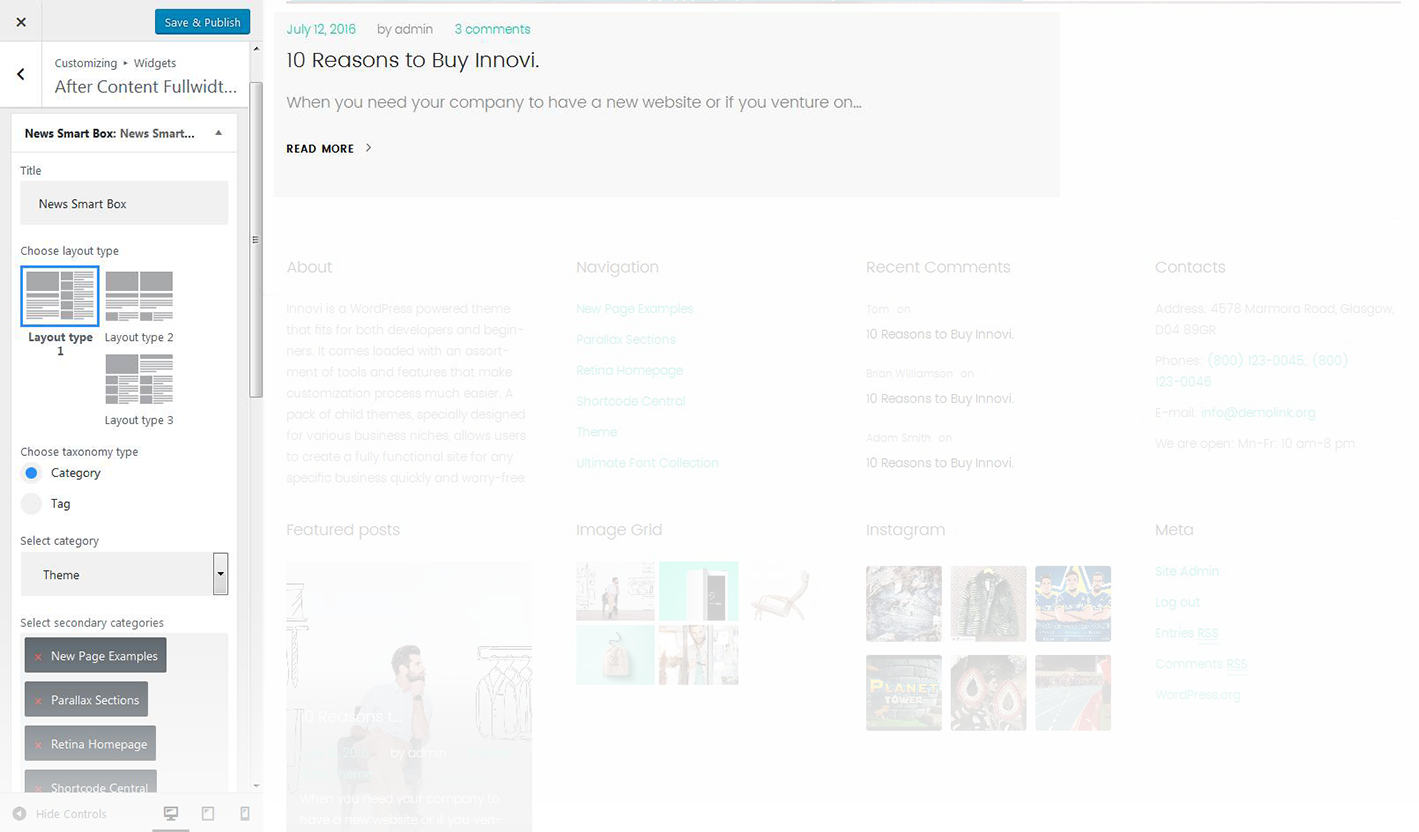 Save & Publish
Customizing ▸ Widgets
After Content Fullwidt...
News Smart Box: News Smart...
Title
News Smart Box
Choose layout type
Layout type
1
Layout type 2
Layout type 3
Choose taxonomy type
Category
Tag
Select category
Theme
Select secondary categories
× New Page Examples
× Parallax Sections
× Retina Homepage
× Shortcode Central
Hide Controls
July 12, 2016 by admin 3 comments
10 Reasons to Buy Innovi.
When you need your company to have a new website or if you venture on...
READ MORE
About
Innovi is a WordPress powered theme
that fits for both developers and begin-
ners. It comes loaded with an assort-
ment of tools and features that make
customization process much easier. A
pack of child themes, specially designed
for various business niches, allows users
to create a fully functional site for any
specific business quickly and worry-free.
Navigation
New Page Examples
Parallax Sections
Retina Homepage
Shortcode Central
Theme
Ultimate Font Collection
Recent Comments
Tom on
10 Reasons to Buy Innovi.
Brian Williamson on
10 Reasons to Buy Innovi.
Adam Smith on
10 Reasons to Buy Innovi.
Contacts
Address: 4578 Marmora Road, Glasgow,
D04 89GR
Phones: (800) 123-0045; (800)
123-0046
E-mail: info@demolink.org
We are open: Mn-Fr: 10 am-8 pm
Featured posts
10 Reasons t...
by admin
When you need your company to
have a new website or if you ven-
Image Grid
Instagram
PLANET
TOWER
Meta
Site Admin
Log out
Entries RSS
Comments RSS
WordPress.org